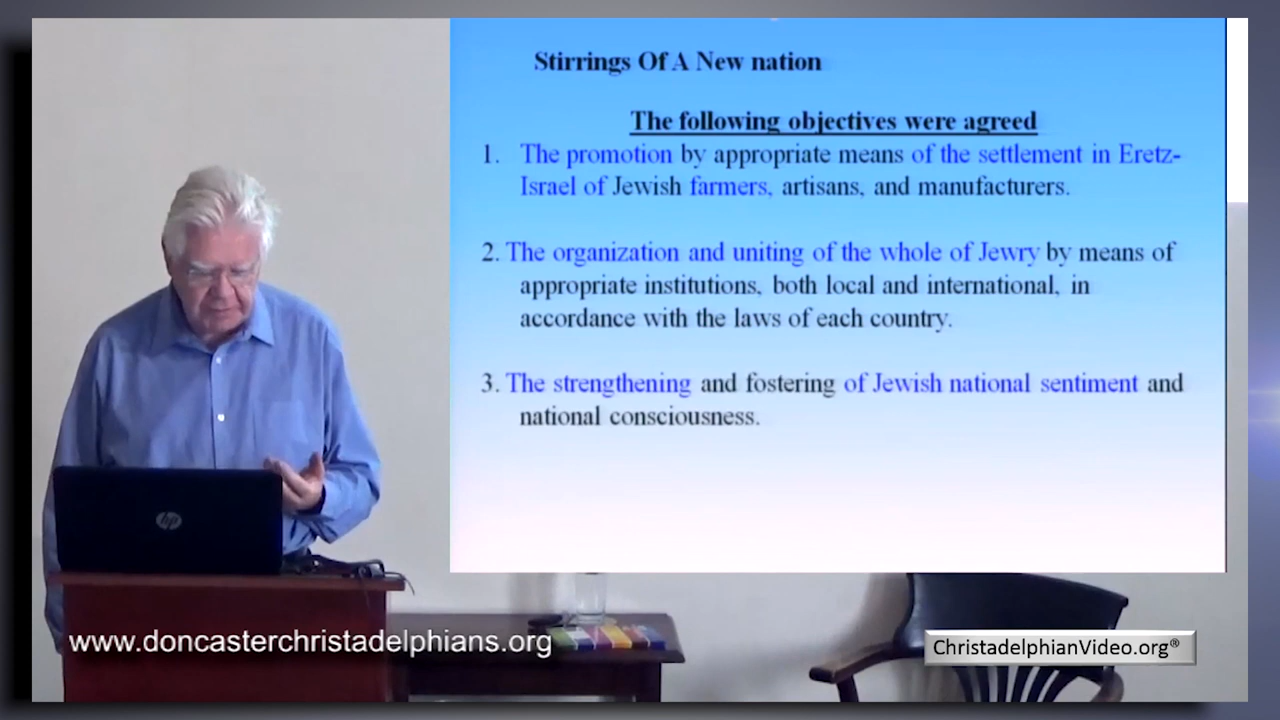 Stirrings Of A New nation
The following objectives were agreed
1. The promotion by appropriate means of the settlement in Eretz-
Israel of Jewish farmers, artisans, and manufacturers.
2. The organization and uniting of the whole of Jewry by means of
appropriate institutions, both local and international, in
accordance with the laws of each country.
3. The strengthening and fostering of Jewish national sentiment and
national consciousness.
hp
www.doncasterchristadelphians.org
ChristadelphianVideo.org®